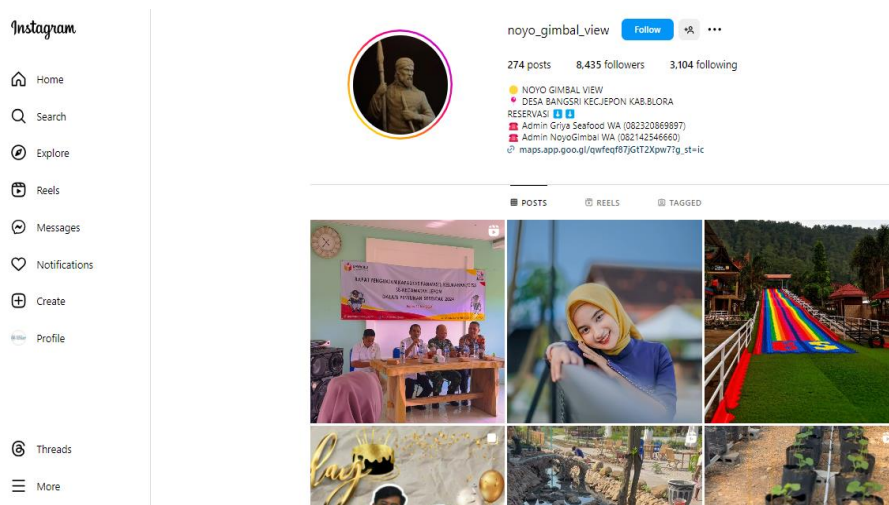 Instagram
Home
Search
Explore
Reels
Messages
Notifications
Create
Profile
Threads
More
noyo_gimbal_view Follow
274 posts 8,435 followers 3,104 following
NOYO GIMBAL VIEW
DESA BANGSRI KEC.JEPON KAB.BLORA
RESERVASI
Admin Griya Seafood WA (082320869897)
Admin NoyoGimbal WA (082142546660)
maps.app.goo.gl/qwfeqf87jGtT2Xpw7?g_st=ic
POSTS REELS TAGGED